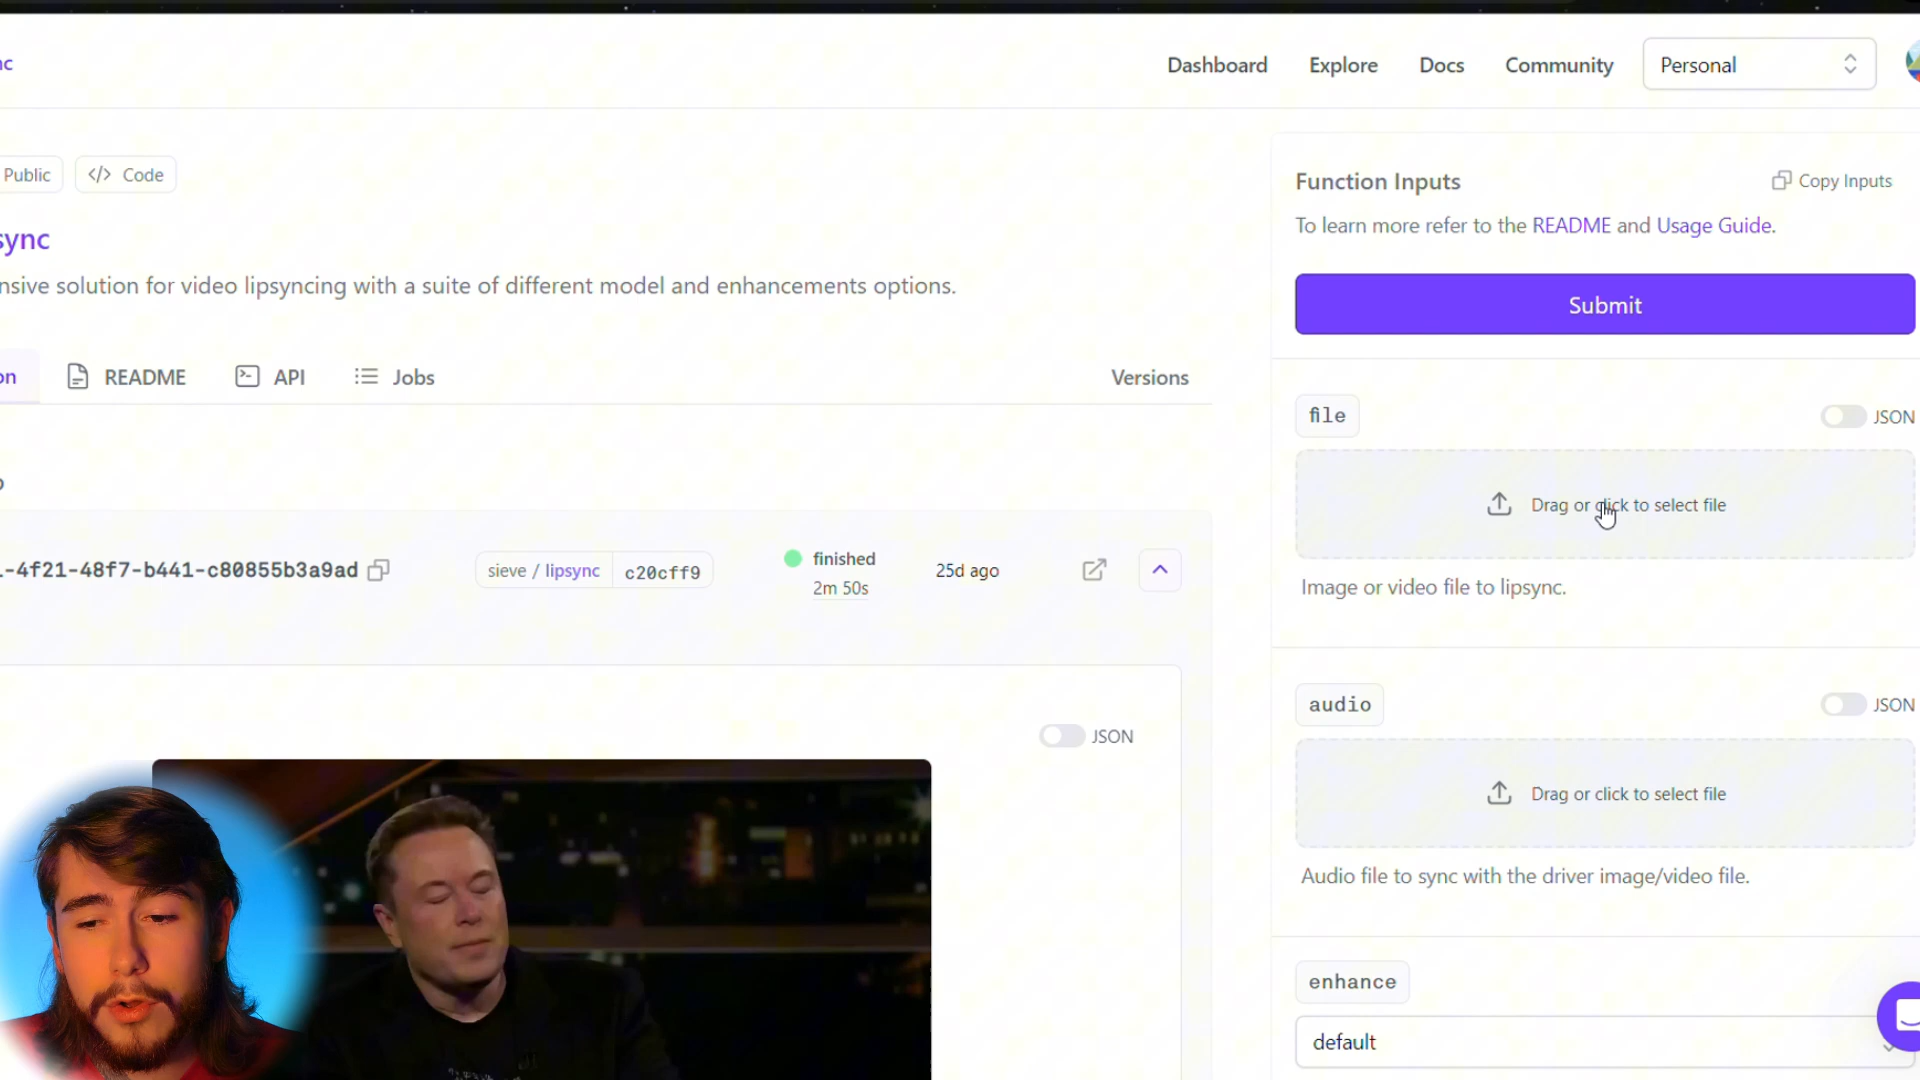 nc
Dashboard
Explore
Docs
Community
Personal
Public
</> Code
sync
nsive solution for video lipsyncing with a suite of different model and enhancements options.
on
README
API
Jobs
Versions
-4f21-48f7-b441-c80855b3a9ad
sieve / lipsync
c20cff9
finished
2m 50s
25d ago
JSON
Function Inputs
Copy Inputs
To learn more refer to the README and Usage Guide.
Submit
file
JSON
Drag or click to select file
Image or video file to lipsync.
audio
JSON
Drag or click to select file
Audio file to sync with the driver image/video file.
enhance
default